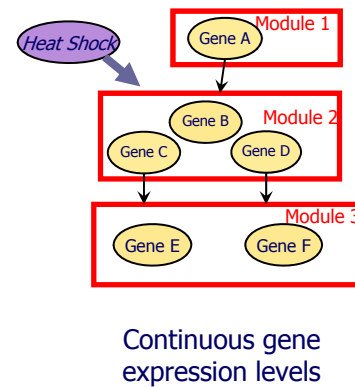 Module 1
Gene A
Heat Shock
Module 2
Gene B
Gene C
Gene D
Module 3
Gene E
Gene F
Continuous gene
expression levels